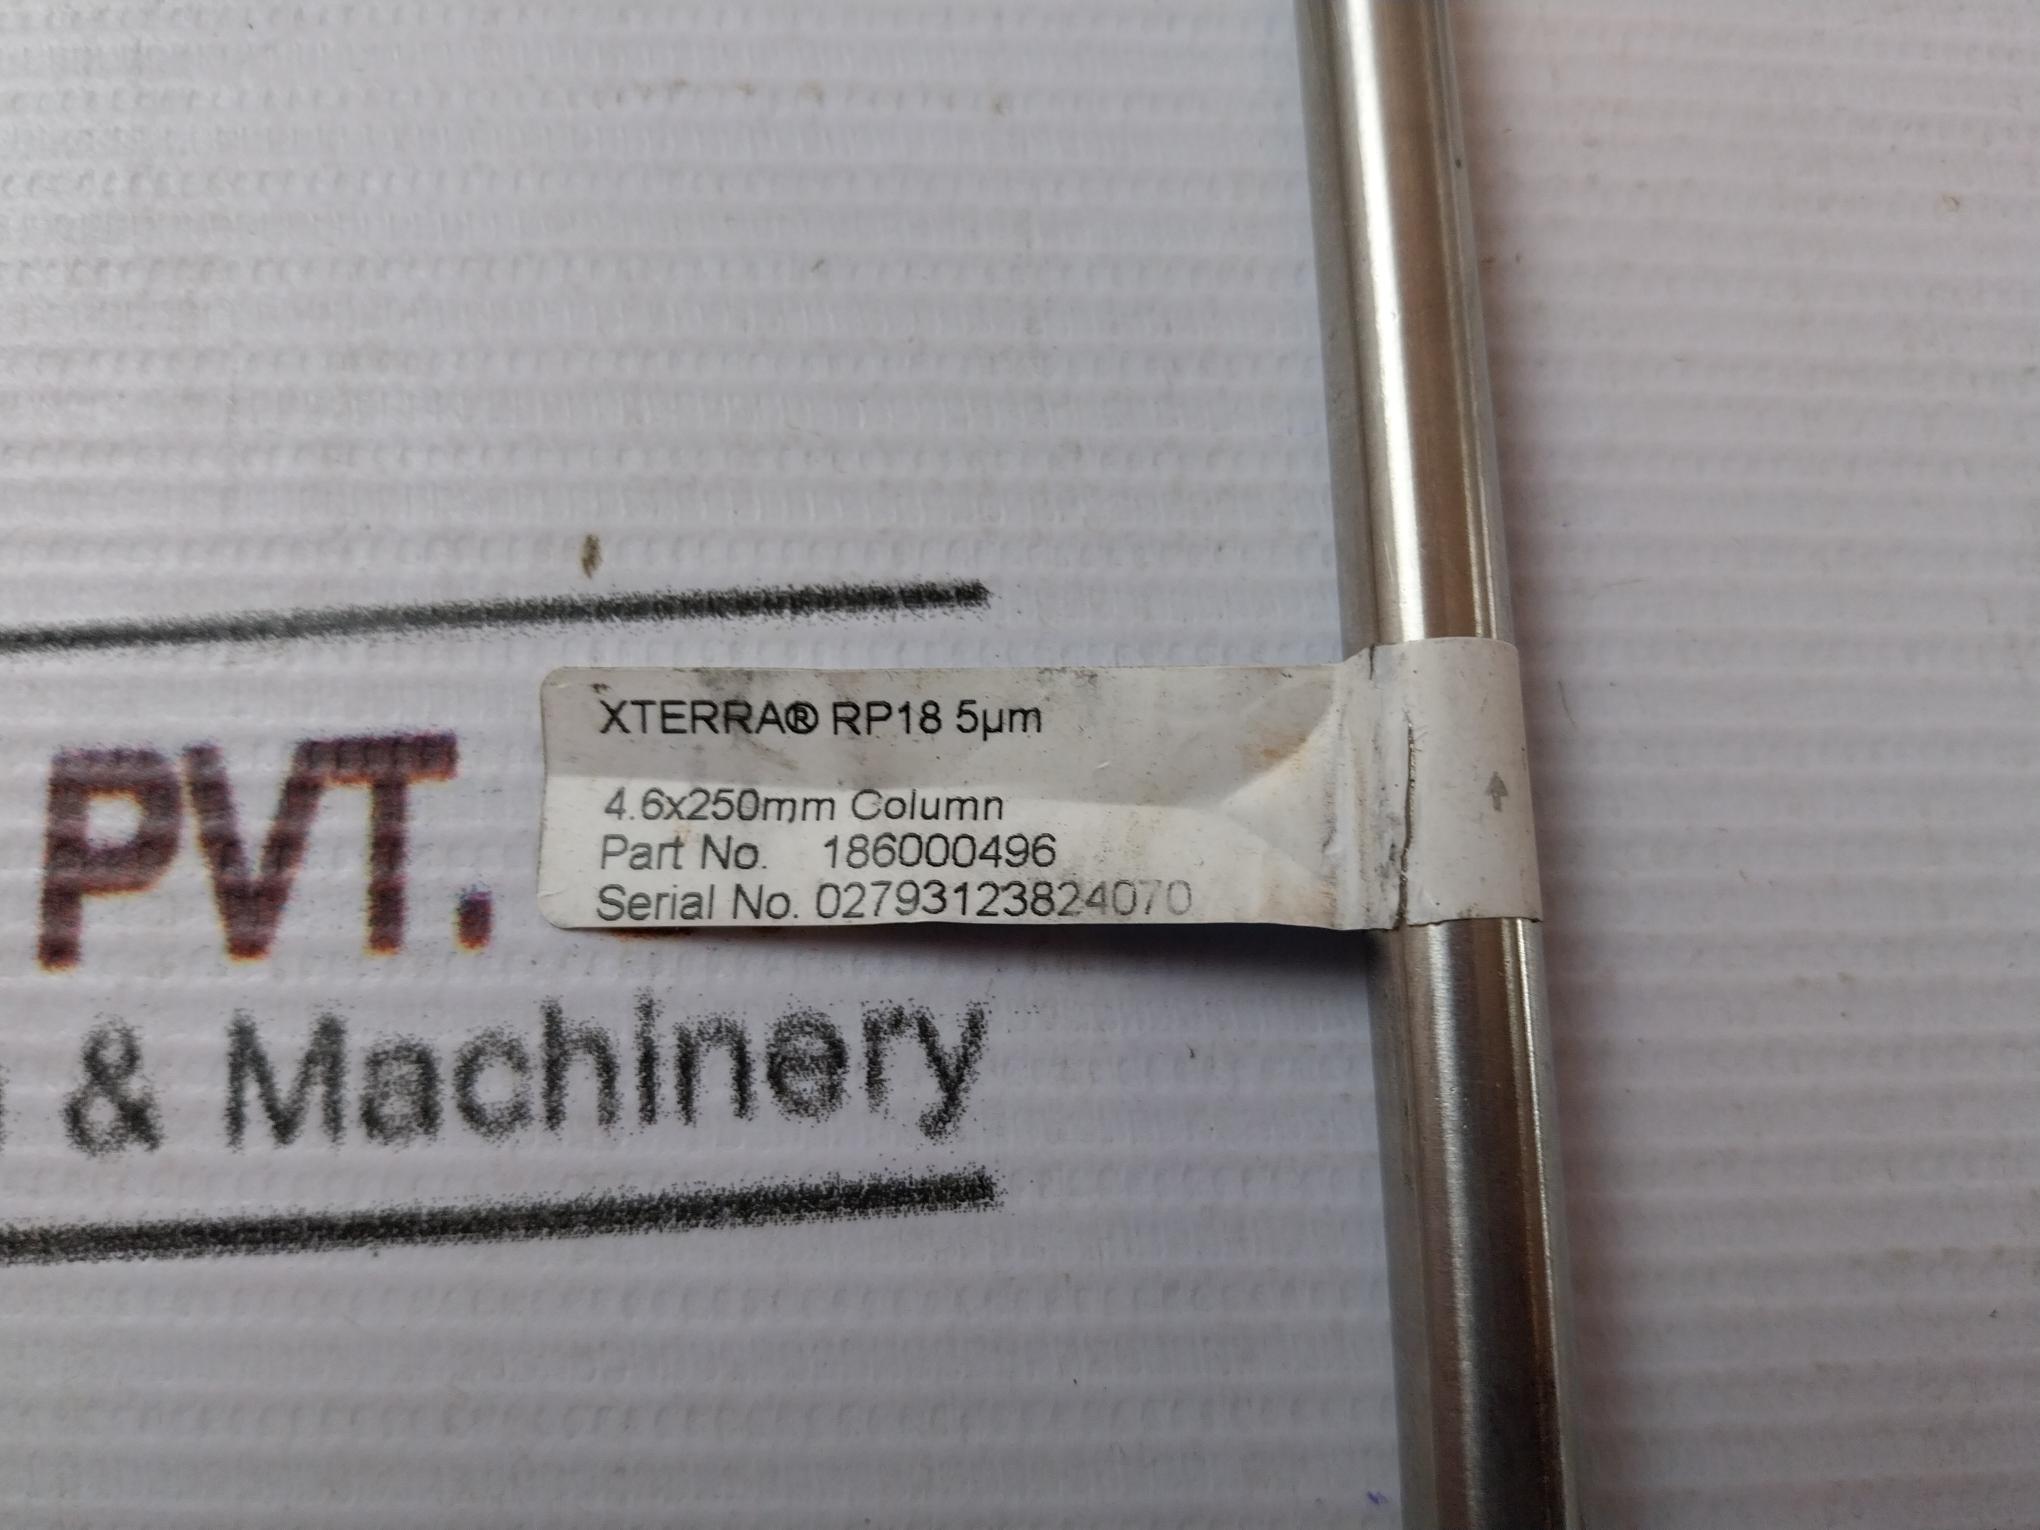 XTERRA® RP18 5µm
4.6x250mm Column
Part No. 186000496
Serial No. 02793123824070
PVT.
& Machinery